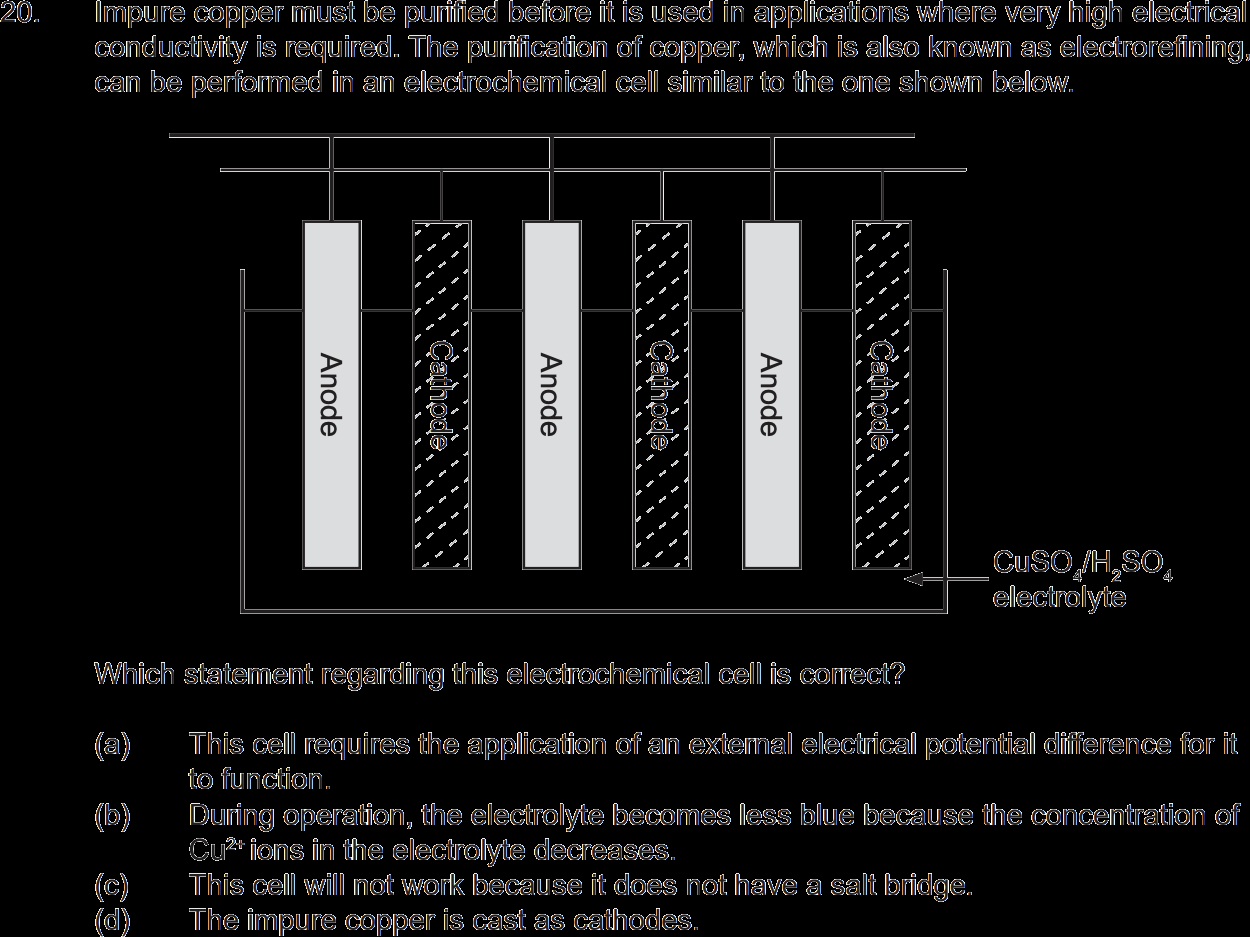 20. Impure copper must be purified before it is used in applications where very high electrical
conductivity is required. The purification of copper, which is also known as electrorefining,
can be performed in an electrochemical cell similar to the one shown below.
Anode
Cathode
Anode
Cathode
Anode
Cathode
CuSO₄/H₂SO₄
electrolyte
Which statement regarding this electrochemical cell is correct?
(a) This cell requires the application of an external electrical potential difference for it
to function.
(b) During operation, the electrolyte becomes less blue because the concentration of
Cu²⁺ ions in the electrolyte decreases.
(c) This cell will not work because it does not have a salt bridge.
(d) The impure copper is cast as cathodes.